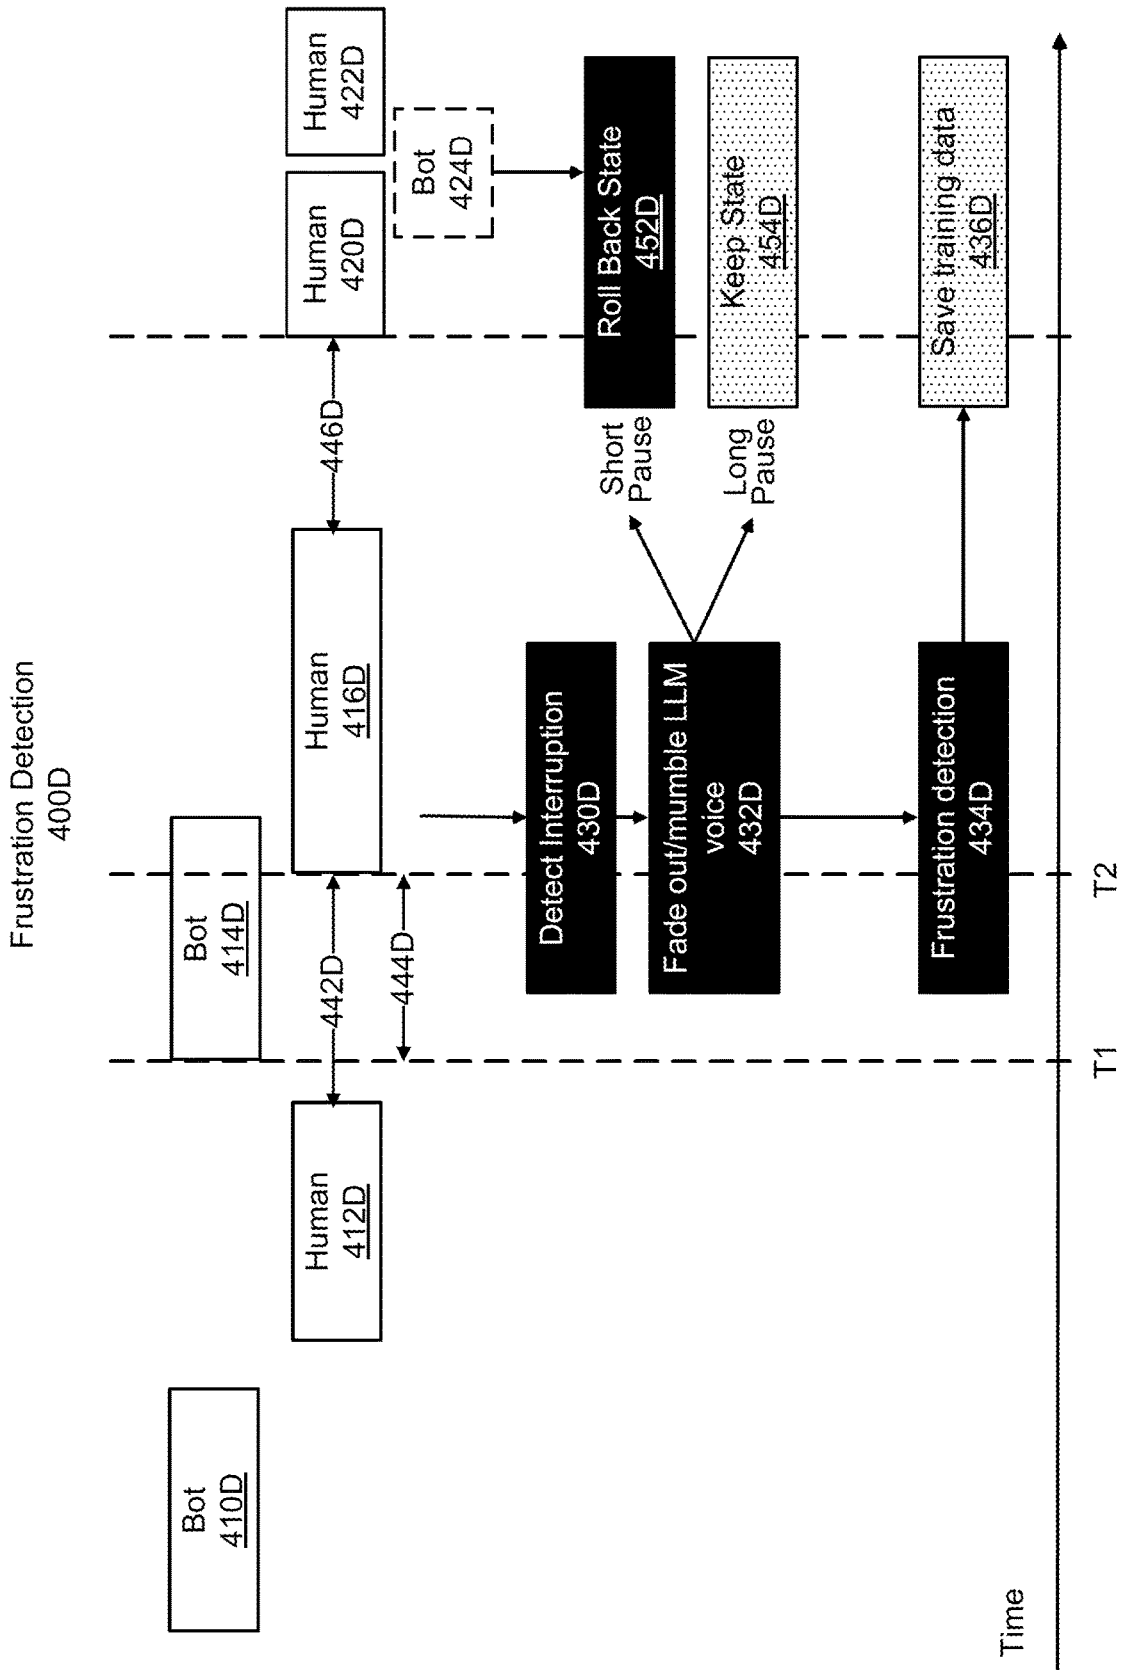 Frustration Detection
400D
Bot
410D
Bot
414D
Human
412D
442D
Human
416D
446D
Human
420D
Human
422D
444D
Bot
424D
Detect Interruption
430D
Fade out/mumble LLM
voice
432D
Short
Pause
Roll Back State
452D
Long
Pause
Keep State
454D
Frustration detection
434D
Save training data
436D
Time
T1
T2